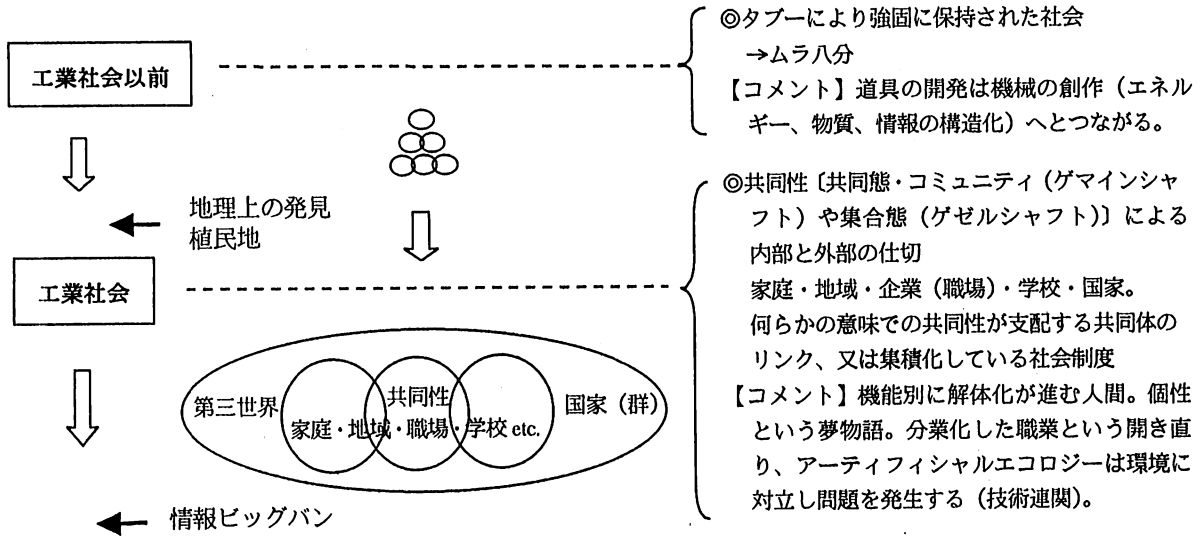 ◎タブーにより強固に保持された社会
→ムラ八分
【コメント】道具の開発は機械の創作(エネル
ギー、物質、情報の構造化)へとつながる。
工業社会以前
地理上の発見
植民地
工業社会
◎共同性〔共同態・コミュニティ(ゲマインシャ
フト)や集合態(ゲゼルシャフト)〕による
内部と外部の仕切
家庭・地域・企業(職場)・学校・国家。
何らかの意味での共同性が支配する共同体の
リンク、又は集積化している社会制度
【コメント】機能別に解体化が進む人間。個性
という夢物語。分業化した職業という開き直
り、アーティフィシャルエコロジーは環境に
対立し問題を発生する(技術連関)。
第三世界
共同性
家庭・地域・職場・学校 etc.
国家(群)
情報ビッグバン